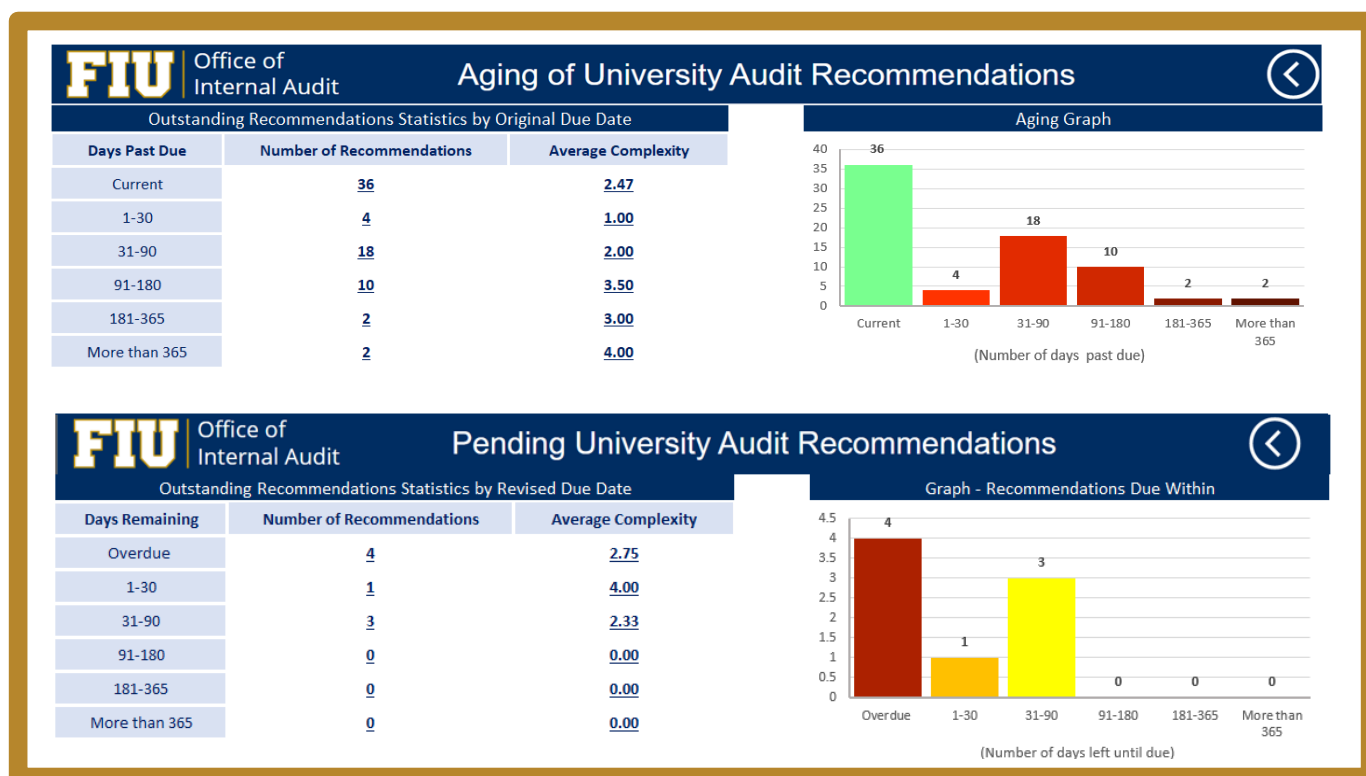 FIU Office of Internal Audit
Aging of University Audit Recommendations
Outstanding Recommendations Statistics by Original Due Date
Days Past Due Number of Recommendations Average Complexity
Current 36 2.47
1-30 4 1.00
31-90 18 2.00
91-180 10 3.50
181-365 2 3.00
More than 365 2 4.00
Aging Graph
40
35
30
25
20
15
10
5
0
36 4 18 10 2 2
Current 1-30 31-90 91-180 181-365 More than 365
(Number of days past due)
FIU Office of Internal Audit
Pending University Audit Recommendations
Outstanding Recommendations Statistics by Revised Due Date
Days Remaining Number of Recommendations Average Complexity
Overdue 4 2.75
1-30 1 4.00
31-90 3 2.33
91-180 0 0.00
181-365 0 0.00
More than 365 0 0.00
Graph - Recommendations Due Within
4.5
4
3.5
3
2.5
2
1.5
1
0.5
0
4 1 3 0 0 0
Overdue 1-30 31-90 91-180 181-365 More than 365
(Number of days left until due)